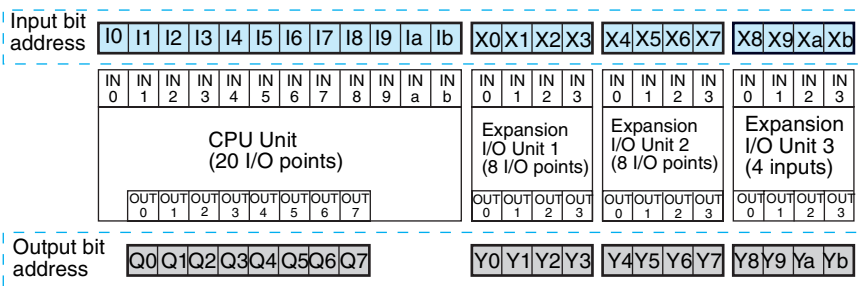 Input bit
address
I0 I1 I2 I3 I4 I5 I6 I7 I8 I9 Ia Ib X0 X1 X2 X3 X4 X5 X6 X7 X8 X9 Xa Xb
IN IN IN IN IN IN IN IN IN IN IN IN IN IN IN IN IN IN IN IN IN IN IN IN
0 1 2 3 4 5 6 7 8 9 a b 0 1 2 3 0 1 2 3 0 1 2 3
CPU Unit
(20 I/O points)
Expansion
I/O Unit 1
(8 I/O points)
Expansion
I/O Unit 2
(8 I/O points)
Expansion
I/O Unit 3
(4 inputs)
OUT OUT OUT OUT OUT OUT OUT OUT OUT OUT OUT OUT OUT OUT OUT OUT OUT OUT OUT OUT
0 1 2 3 4 5 6 7 0 1 2 3 0 1 2 3 0 1 2 3
Output bit
address
Q0 Q1 Q2 Q3 Q4 Q5 Q6 Q7 Y0 Y1 Y2 Y3 Y4 Y5 Y6 Y7 Y8 Y9 Ya Yb